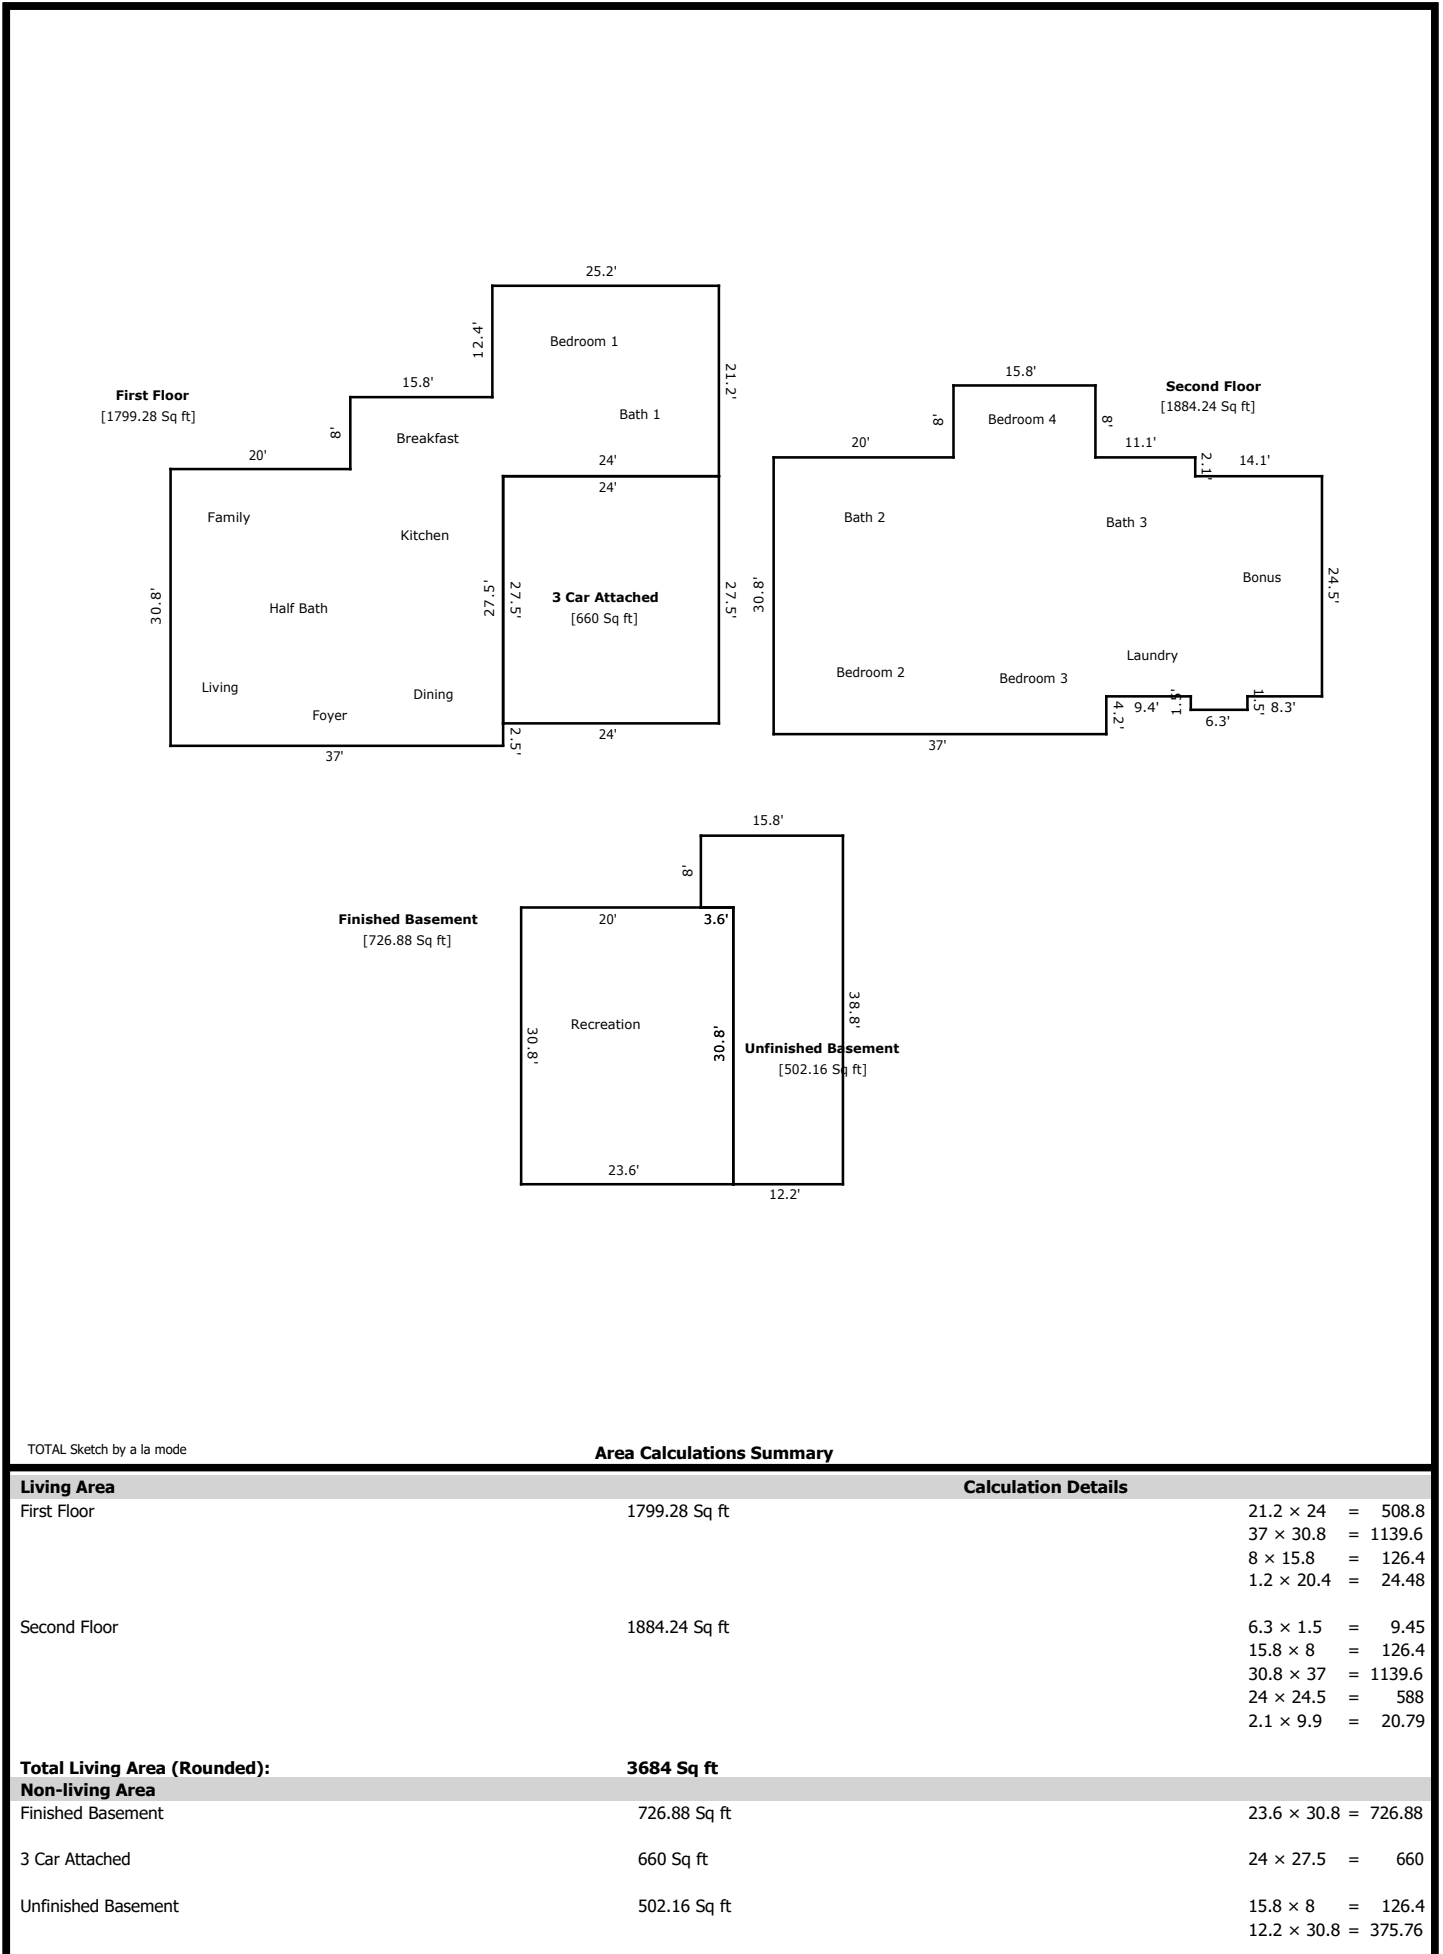 25.2'
12.4'
Bedroom 1
21.2'
First Floor
[1799.28 Sq ft]
15.8'
8'
Breakfast
Bath 1
20'
24'
24'
Family
Kitchen
30.8'
Half Bath
27.5'
27.5'
3 Car Attached
[660 Sq ft]
27.5'
Living
Dining
Foyer
2.5'
24'
37'
15.8'
Second Floor
[1884.24 Sq ft]
8'
Bedroom 4
8'
20'
11.1'
2.1'
14.1'
Bath 2
Bath 3
30.8'
Bonus
24.5'
Laundry
Bedroom 2
Bedroom 3
4.2'
9.4'
1.5'
6.3'
1.5'
8.3'
37'
15.8'
8'
Finished Basement
[726.88 Sq ft]
20'
3.6'
30.8'
Recreation
30.8'
38.8'
Unfinished Basement
[502.16 Sq ft]
23.6'
12.2'
TOTAL Sketch by a la mode
Area Calculations Summary
Living Area Calculation Details
First Floor 1799.28 Sq ft 21.2 × 24 = 508.8
37 × 30.8 = 1139.6
8 × 15.8 = 126.4
1.2 × 20.4 = 24.48
Second Floor 1884.24 Sq ft 6.3 × 1.5 = 9.45
15.8 × 8 = 126.4
30.8 × 37 = 1139.6
24 × 24.5 = 588
2.1 × 9.9 = 20.79
Total Living Area (Rounded): 3684 Sq ft
Non-living Area
Finished Basement 726.88 Sq ft 23.6 × 30.8 = 726.88
3 Car Attached 660 Sq ft 24 × 27.5 = 660
Unfinished Basement 502.16 Sq ft 15.8 × 8 = 126.4
12.2 × 30.8 = 375.76